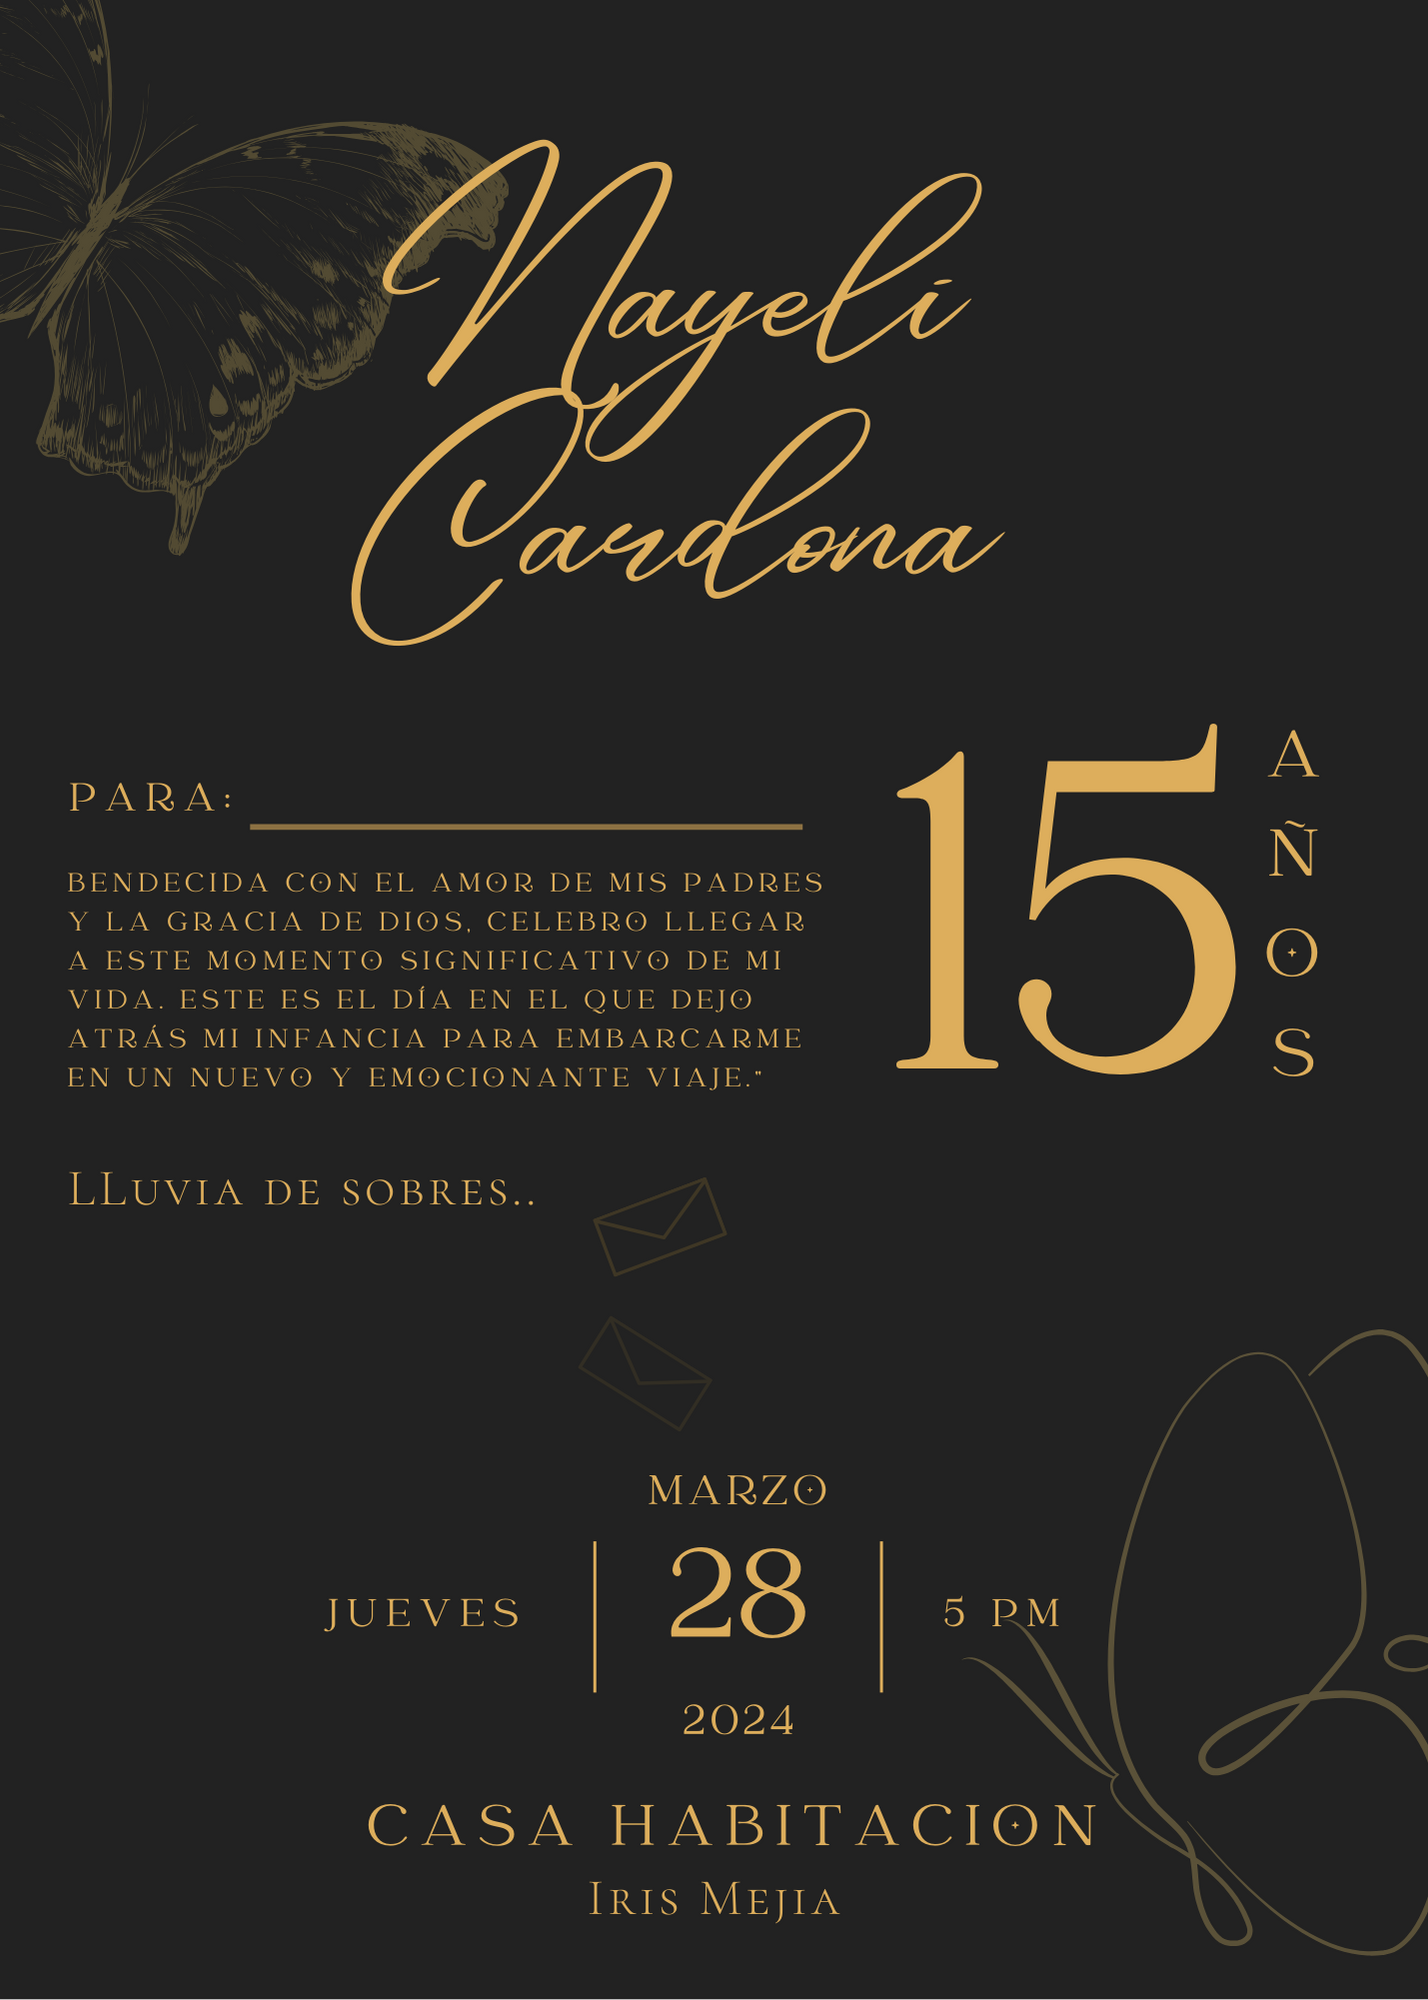 Nayeli
Cardona
15
AÑOS
PARA:
BENDECIDA CON EL AMOR DE MIS PADRES
Y LA GRACIA DE DIOS, CELEBRO LLEGAR
A ESTE MOMENTO SIGNIFICATIVO DE MI
VIDA. ESTE ES EL DÍA EN EL QUE DEJO
ATRÁS MI INFANCIA PARA EMBARCARME
EN UN NUEVO Y EMOCIONANTE VIAJE."
LLUVIA DE SOBRES..
MARZO
JUEVES 28 5 PM
2024
CASA HABITACION
IRIS MEJIA